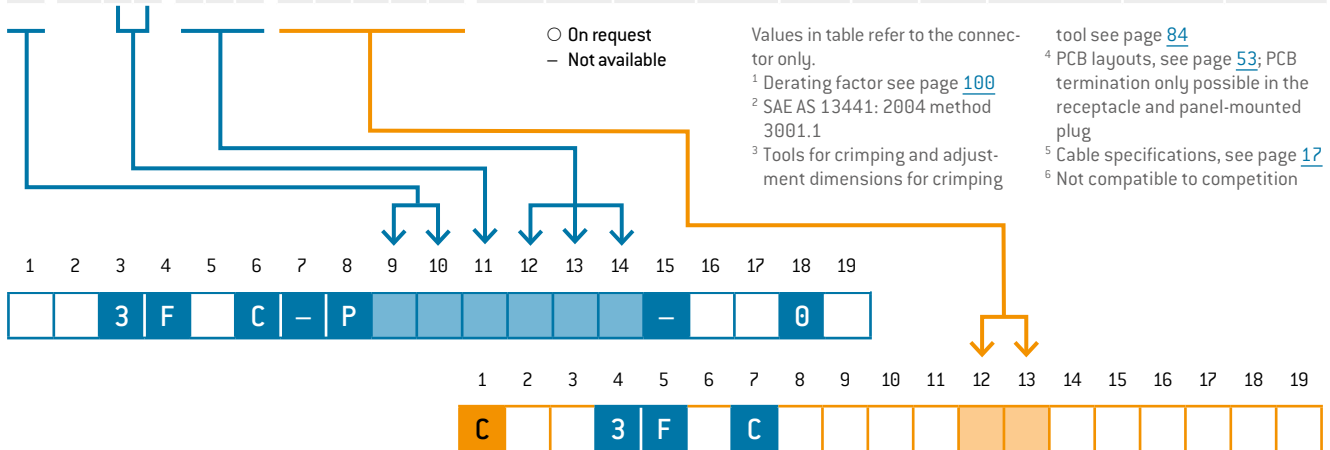 ○ On request
– Not available
Values in table refer to the connec-
tor only.
¹ Derating factor see page 100
² SAE AS 13441: 2004 method
3001.1
³ Tools for crimping and adjust-
ment dimensions for crimping
tool see page 84
⁴ PCB layouts, see page 53; PCB
termination only possible in the
receptacle and panel-mounted
plug
⁵ Cable specifications, see page 17
⁶ Not compatible to competition
1 2 3 4 5 6 7 8 9 10 11 12 13 14 15 16 17 18 19
3 F C – P – 0
1 2 3 4 5 6 7 8 9 10 11 12 13 14 15 16 17 18 19
C 3 F C